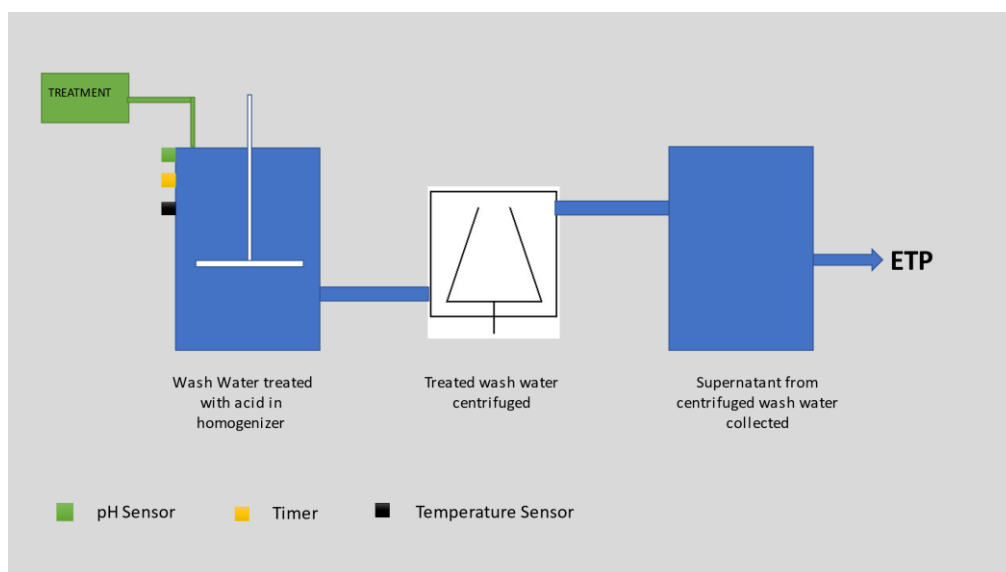 TREATMENT
ETP
Wash Water treated
with acid in
homogenizer
Treated wash water
centrifuged
Supernatant from
centrifuged wash water
collected
pH Sensor
Timer
Temperature Sensor